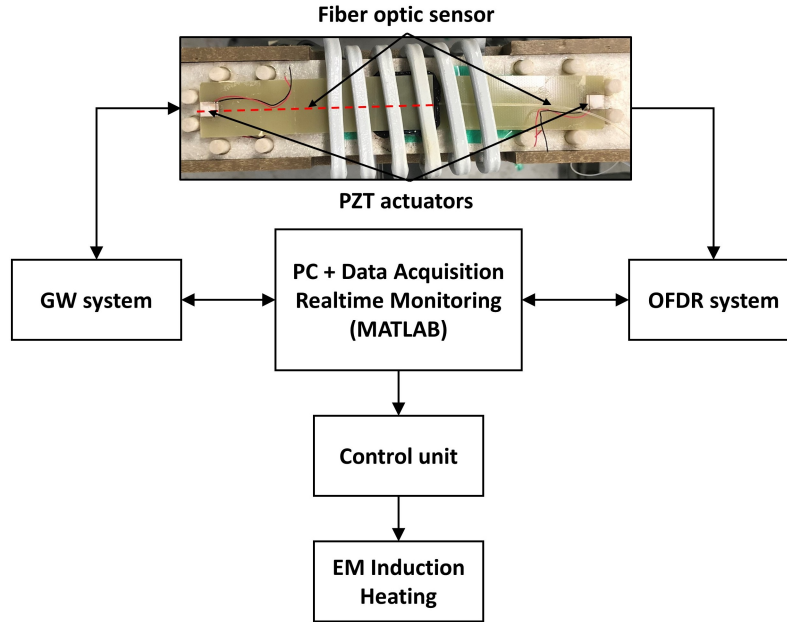 Fiber optic sensor
PZT actuators
GW system
PC + Data Acquisition
Realtime Monitoring
(MATLAB)
OFDR system
Control unit
EM Induction
Heating